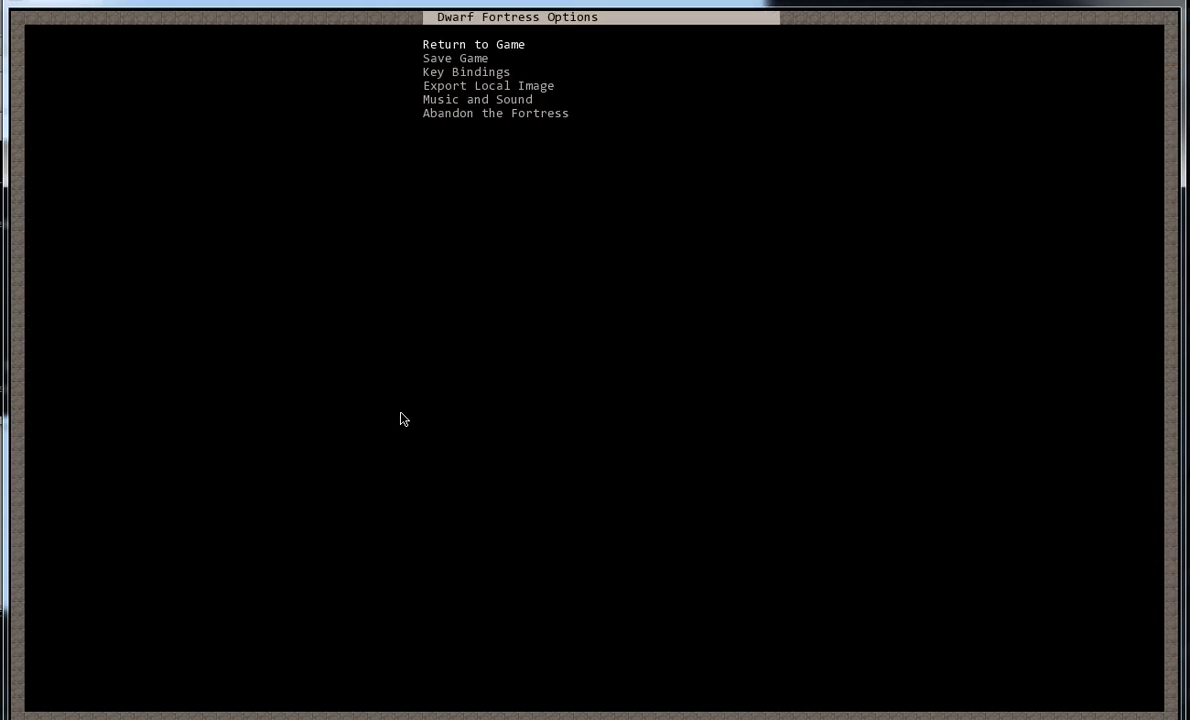 Dwarf Fortress Options
Return to Game
Save Game
Key Bindings
Export Local Image
Music and Sound
Abandon the Fortress